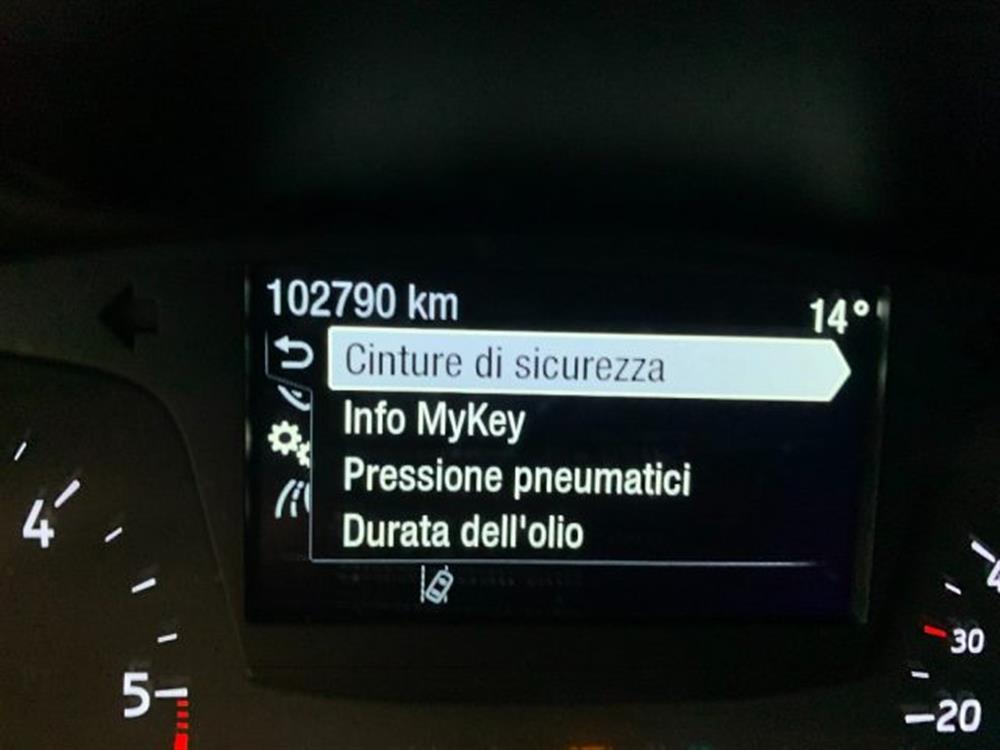 102790 km
14°
Cinture di sicurezza
Info MyKey
Pressione pneumatici
Durata dell'olio
4
5
30
20